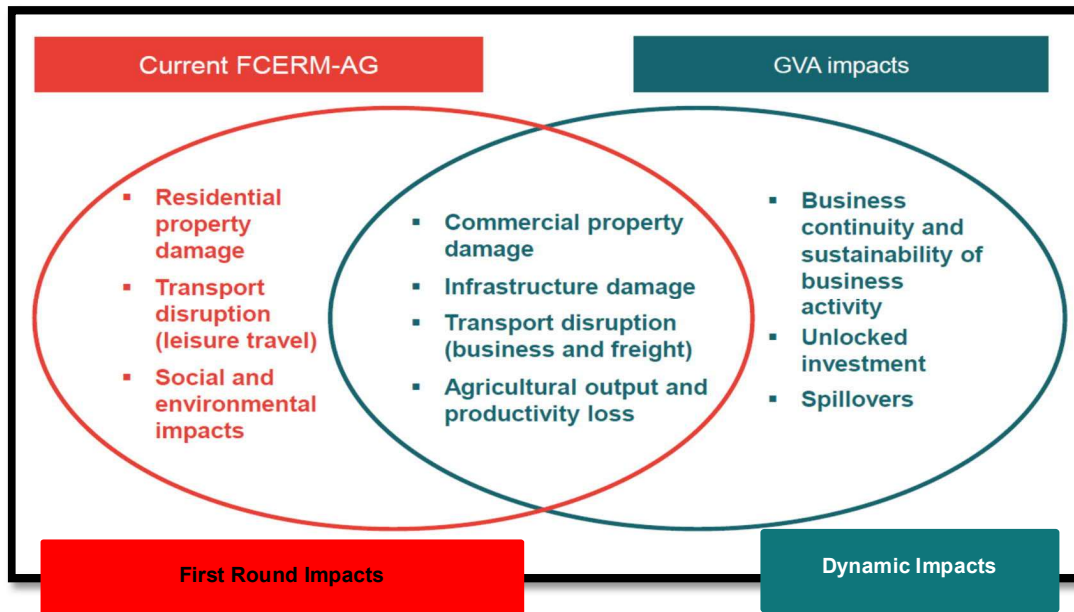 Current FCERM-AG
GVA impacts
▪ Residential
property
damage
▪ Transport
disruption
(leisure travel)
▪ Social and
environmental
impacts
▪ Commercial property
damage
▪ Infrastructure damage
▪ Transport disruption
(business and freight)
▪ Agricultural output and
productivity loss
▪ Business
continuity and
sustainability of
business
activity
▪ Unlocked
investment
▪ Spillovers
First Round Impacts
Dynamic Impacts